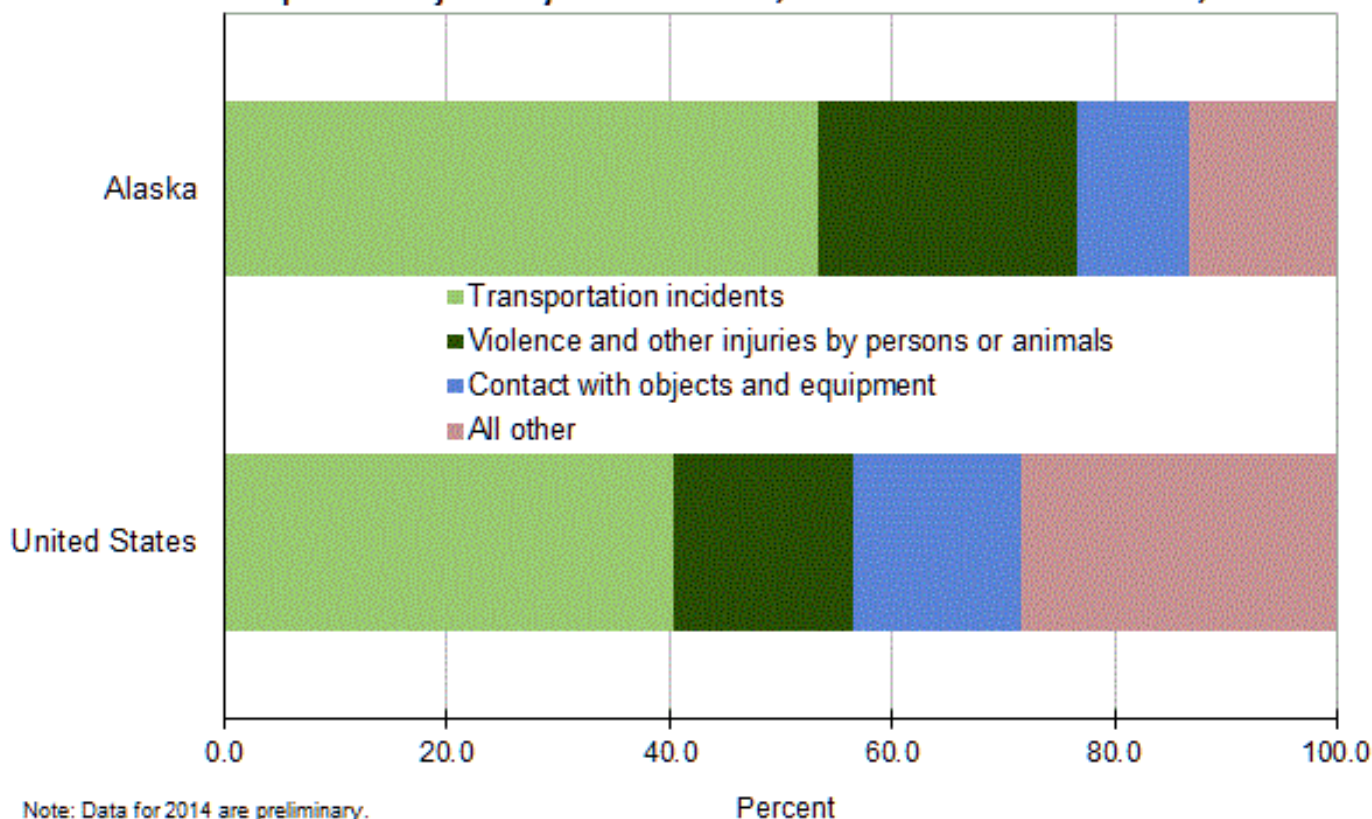 Alaska
Transportation incidents
Violence and other injuries by persons or animals
Contact with objects and equipment
All other
United States
0.0 20.0 40.0 60.0 80.0 100.0
Percent
Note: Data for 2014 are preliminary.